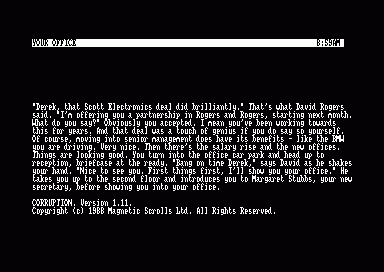 YOUR OFFICE 8:59AM
"Derek, that Scott Electronics deal did brilliantly." That's what David Rogers
said. "I'm offering you a partnership in Rogers and Rogers, starting next month.
What do you say?" Obviously you accepted. I mean you've been working towards
this for years. And that deal was a touch of genius if you do say so yourself.
Of course, moving into senior management does have its benefits - like the BMW
you are driving. Very nice. Then there's the salary rise and the new offices.
Things are looking good. You turn into the office car park and head up to
reception, briefcase at the ready. "Bang on time Derek," says David as he shakes
your hand. "Nice to see you. First things first, I'll show you your office." He
takes you up to the second floor and introduces you to Margaret Stubbs, your new
secretary, before showing you into your office.
CORRUPTION. Version 1.11.
Copyright (c) 1988 Magnetic Scrolls Ltd. All Rights Reserved.